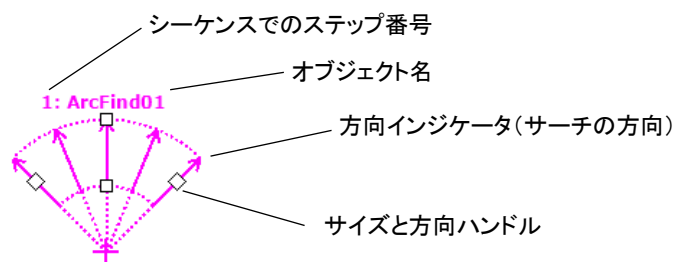 シーケンスでのステップ番号
オブジェクト名
1: ArcFind01
方向インジケータ(サーチの方向)
サイズと方向ハンドル